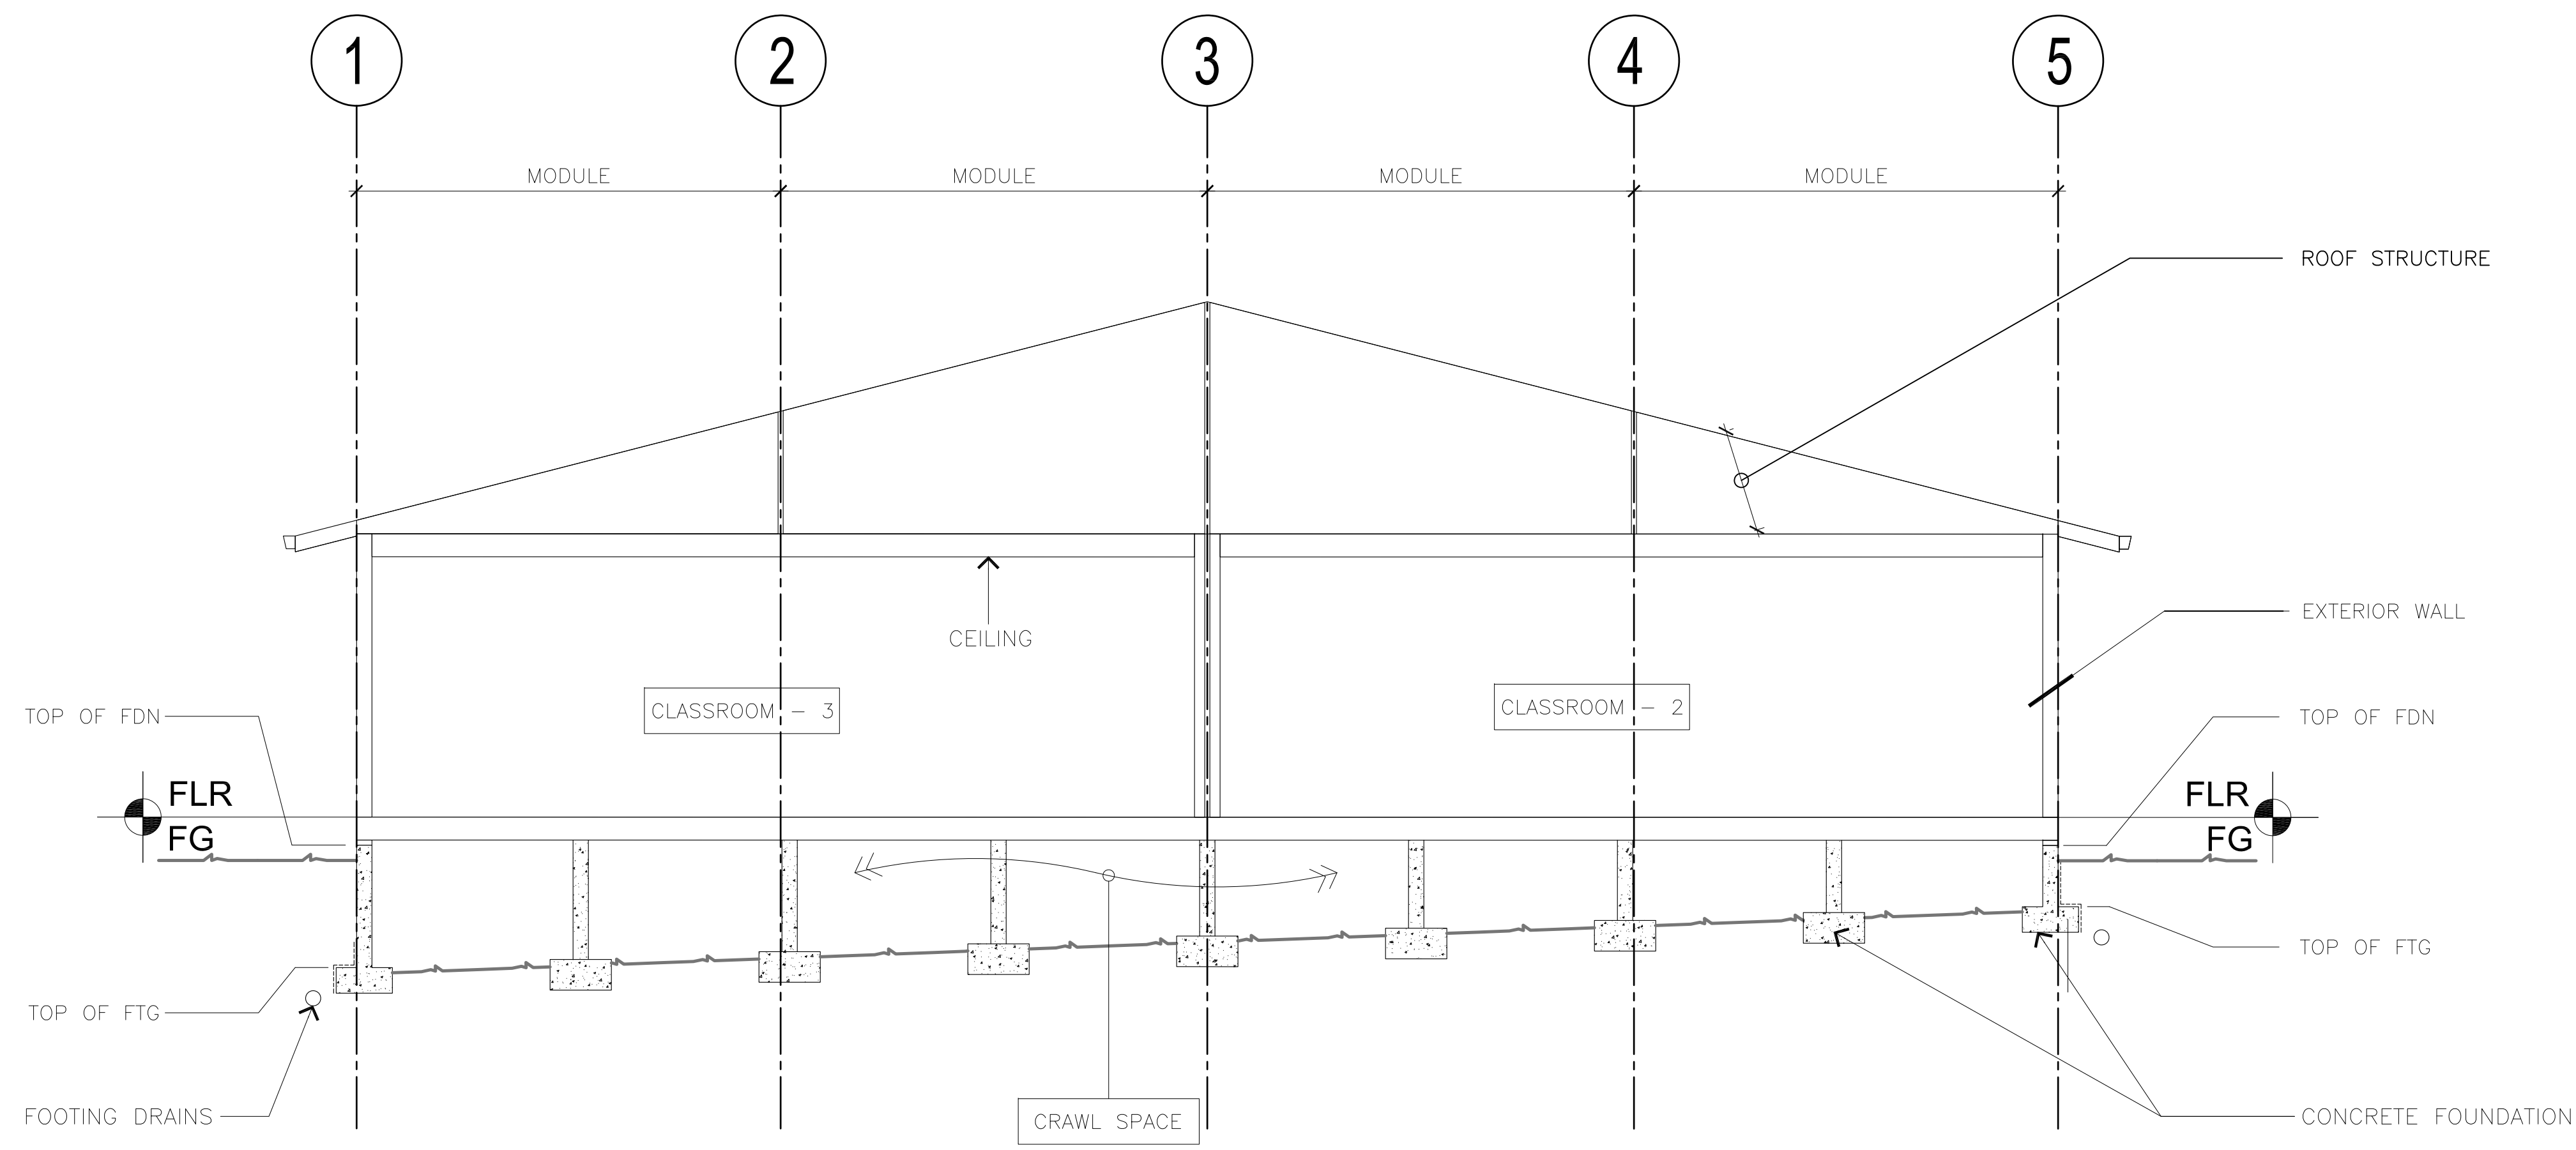 1 2 3 4 5
MODULE MODULE MODULE MODULE
ROOF STRUCTURE
EXTERIOR WALL
CEILING
CLASSROOM - 3
CLASSROOM - 2
TOP OF FDN
TOP OF FDN
FLR
FG
FLR
FG
TOP OF FTG
TOP OF FTG
FOOTING DRAINS
CRAWL SPACE
CONCRETE FOUNDATION